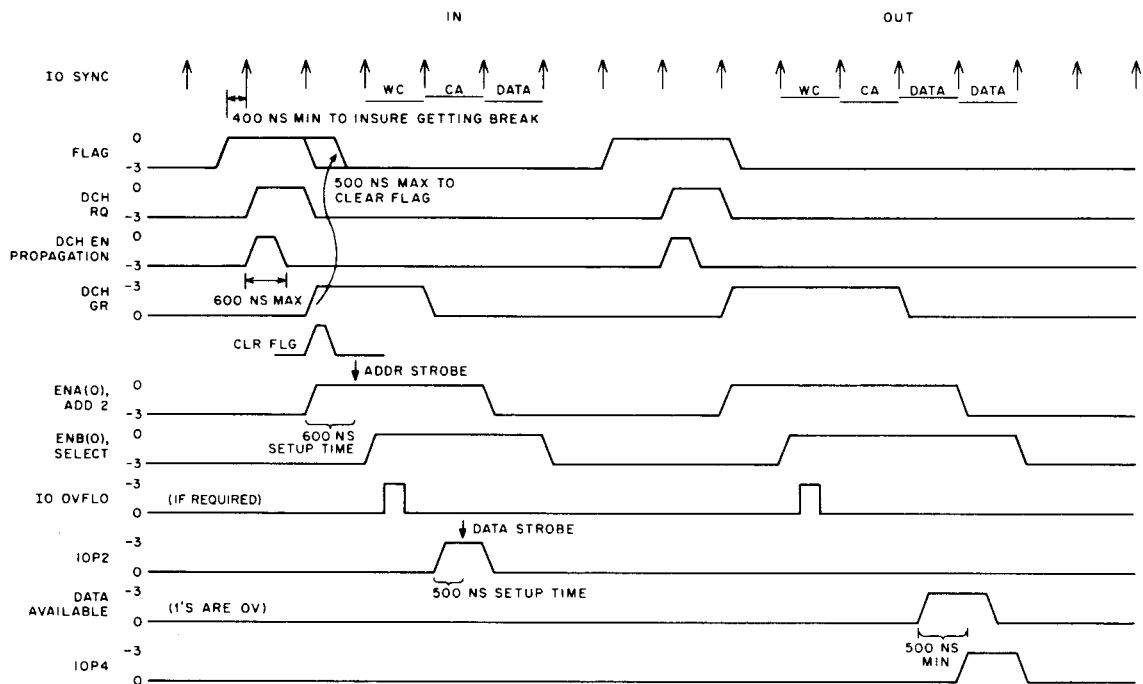 IN OUT
IO SYNC
WC CA DATA WC CA DATA DATA
400 NS MIN TO INSURE GETTING BREAK
FLAG 0
-3
500 NS MAX TO
CLEAR FLAG
DCH
RQ
0
-3
DCH EN
PROPAGATION
0
-3
600 NS MAX
DCH
GR
-3
0
CLR FLG
ADDR STROBE
ENA(0),
ADD 2
0
-3
600 NS
SETUP TIME
ENB(0),
SELECT
0
-3
IO OVFLO
-3
0
(IF REQUIRED)
DATA STROBE
IOP2
-3
0
500 NS SETUP TIME
DATA
AVAILABLE
-3
0
(1'S ARE OV)
500 NS
MIN
IOP4
-3
0